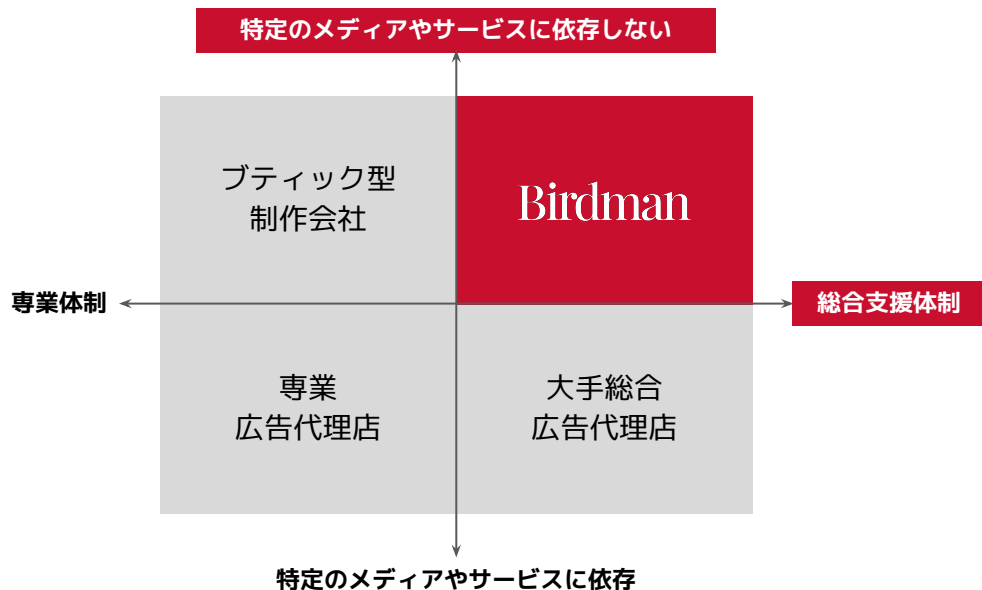 特定のメディアやサービスに依存しない
ブティック型
制作会社
Birdman
専業体制
総合支援体制
専業
広告代理店
大手総合
広告代理店
特定のメディアやサービスに依存